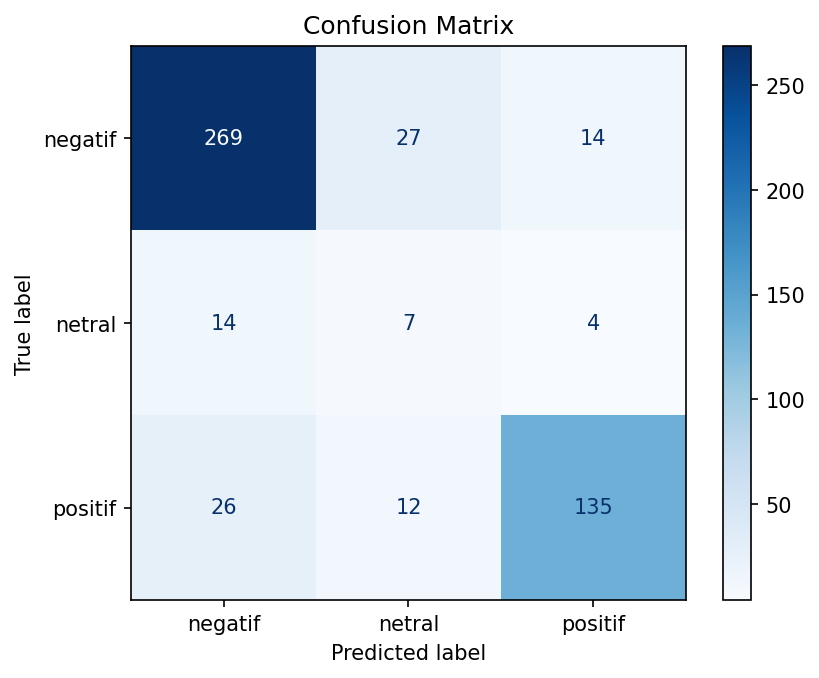 Confusion Matrix
True label
negatif
269
27
14
netral
14
7
4
positif
26
12
135
negatif
netral
positif
Predicted label
250
200
150
100
50